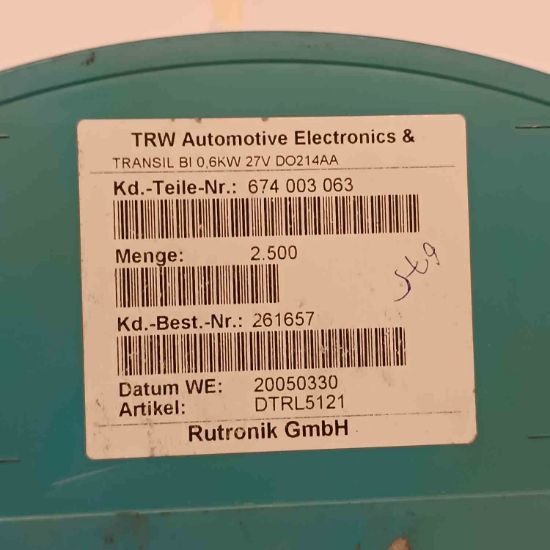 TRW Automotive Electronics &
TRANSIL BI 0,6KW 27V DO214AA
Kd.-Teile-Nr.: 674 003 063
Menge: 2.500
Kd.-Best.-Nr.: 261657
Datum WE: 20050330
Artikel: DTRL5121
Rutronik GmbH